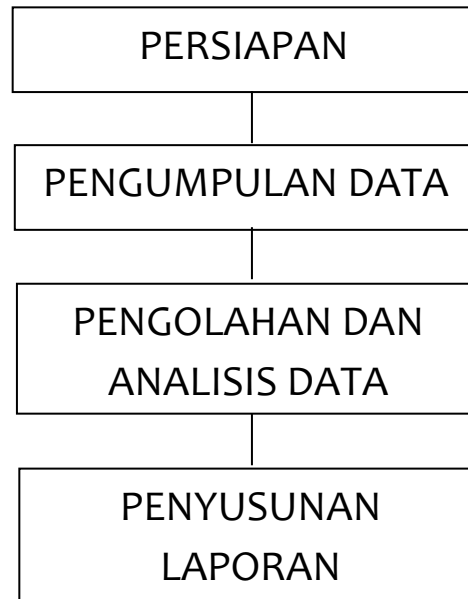 PERSIAPAN
PENGUMPULAN DATA
PENGOLAHAN DAN
ANALISIS DATA
PENYUSUNAN
LAPORAN